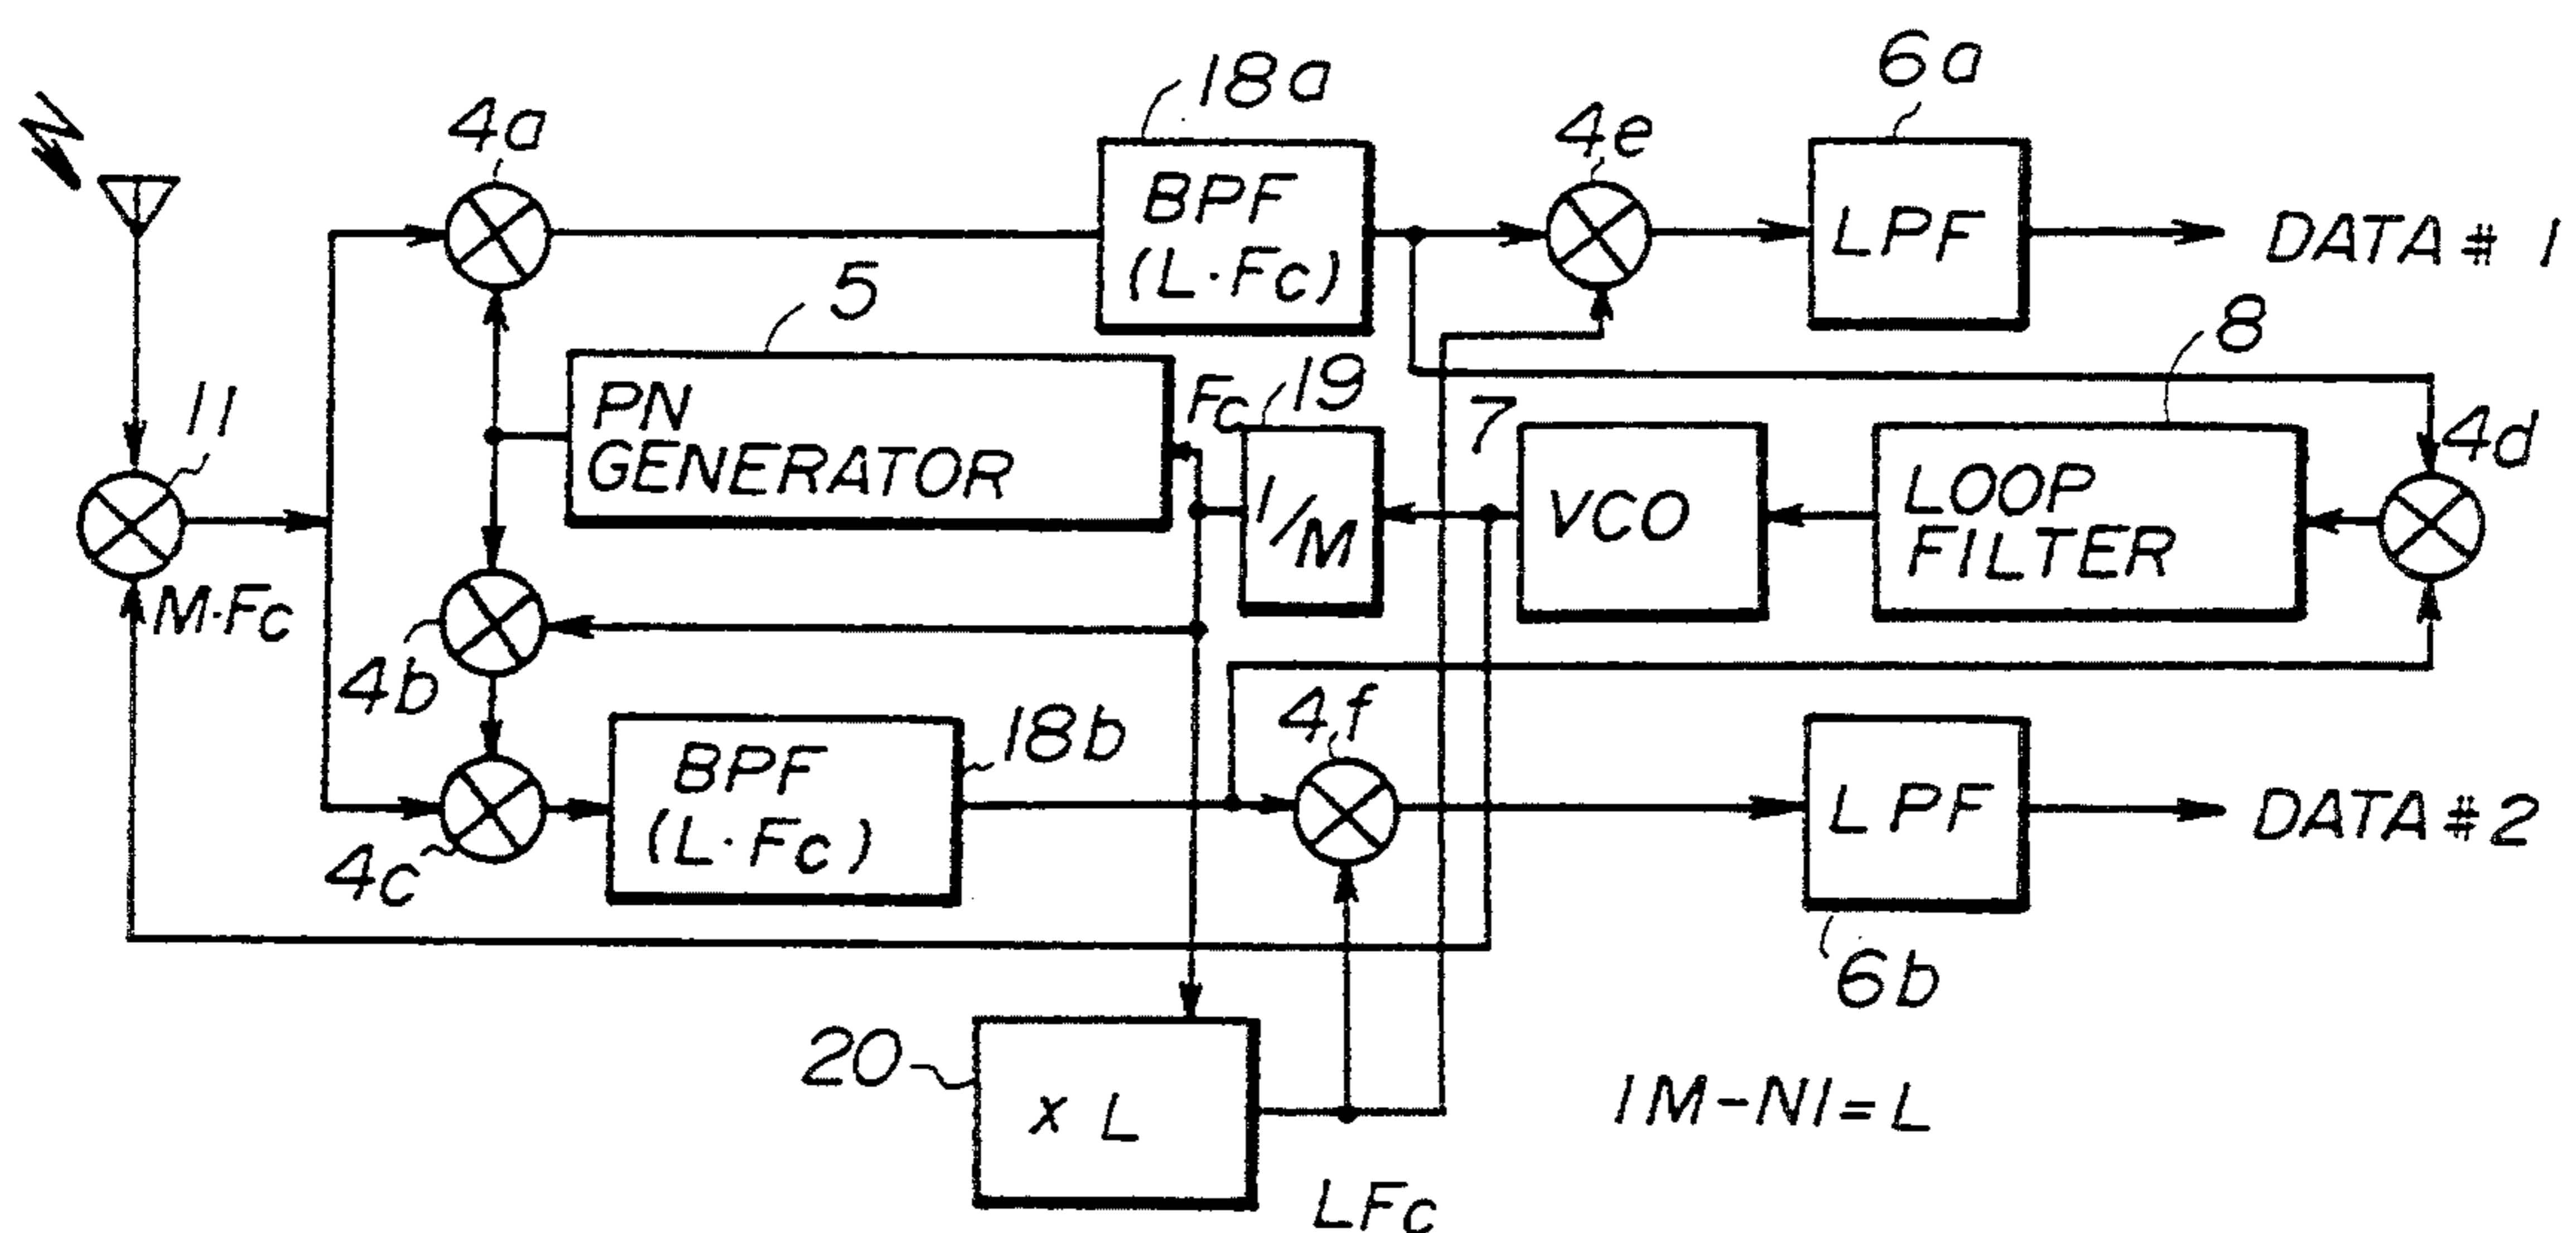 18a
6a
4a
4e
BPF
(L·Fc)
LPF
DATA # 1
5
8
11
PN
GENERATOR
Fc
19
1/M
7
VCO
LOOP
FILTER
4d
M·Fc
4b
18b
4f
BPF
(L·Fc)
LPF
DATA #2
4c
6b
20
x L
|M-N|=L
LFc